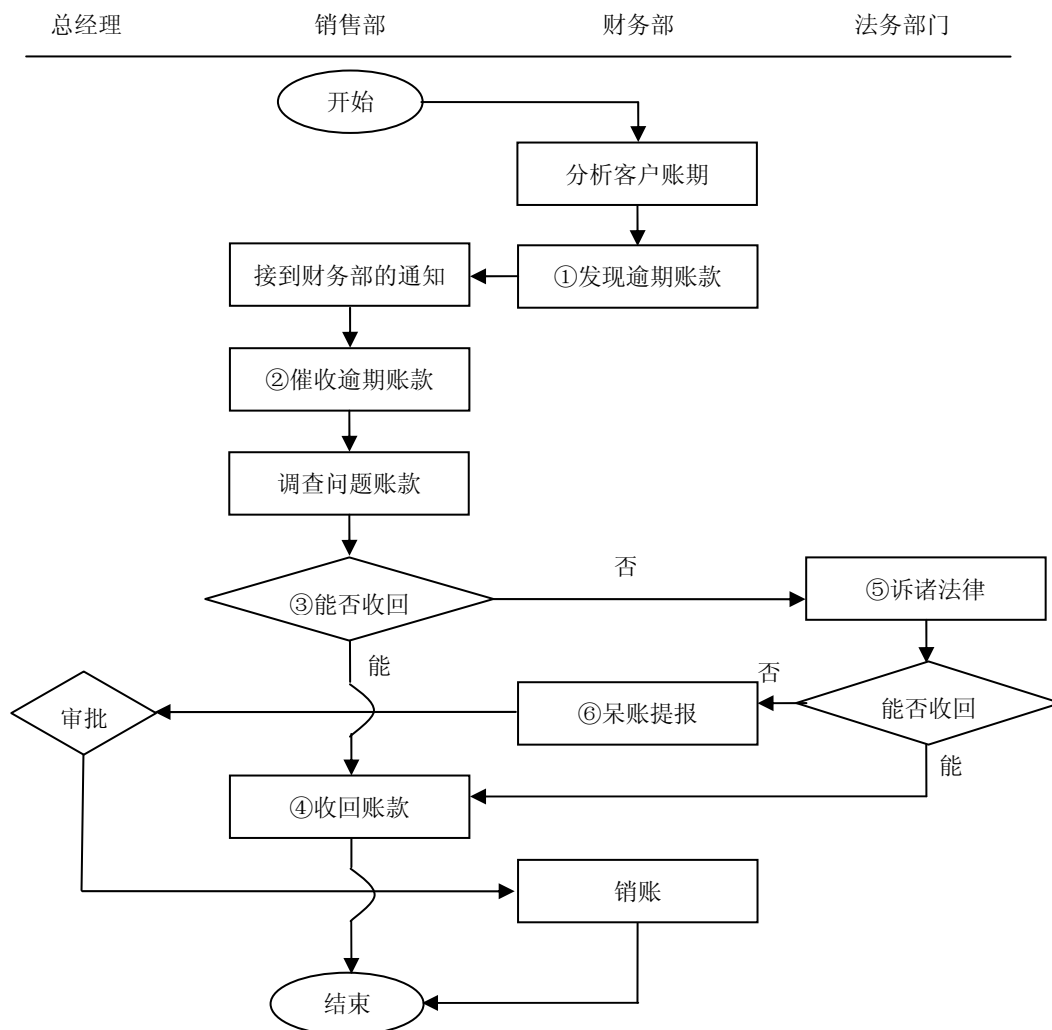 总经理
销售部
财务部
法务部门
开始
分析客户账期
接到财务部的通知
①发现逾期账款
②催收逾期账款
调查问题账款
③能否收回
否
⑤诉诸法律
能
否
审批
⑥呆账提报
能否收回
能
④收回账款
销账
结束